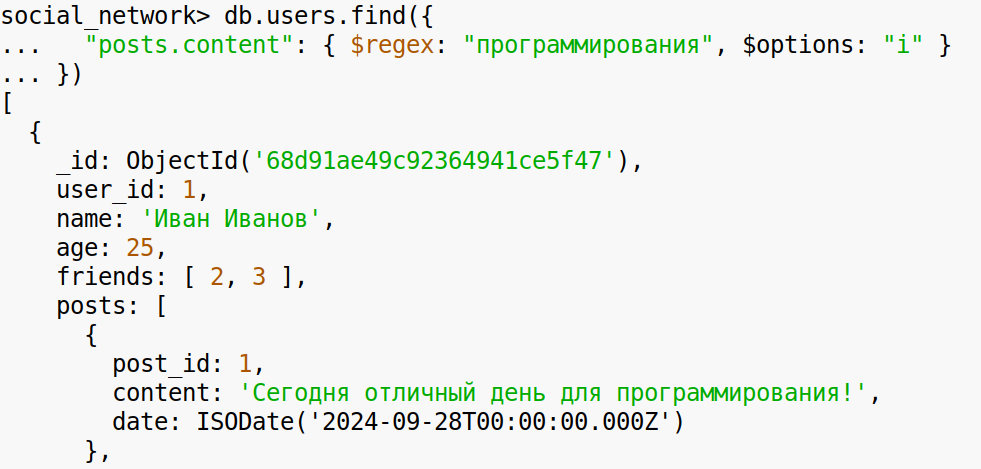 social_network> db.users.find({
...   "posts.content": { $regex: "программирования", $options: "i" }
... })
[
  {
    _id: ObjectId('68d91ae49c92364941ce5f47'),
    user_id: 1,
    name: 'Иван Иванов',
    age: 25,
    friends: [ 2, 3 ],
    posts: [
      {
        post_id: 1,
        content: 'Сегодня отличный день для программирования!',
        date: ISODate('2024-09-28T00:00:00.000Z')
      },